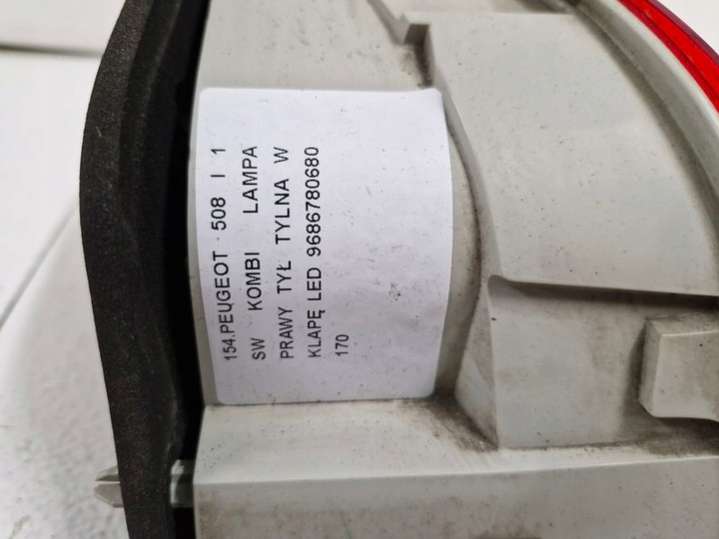 154.PEUGEOT 508 I 1
SW KOMBI LAMPA
PRAWY TYŁ TYLNA W
KLAPĘ LED 9686780680
170